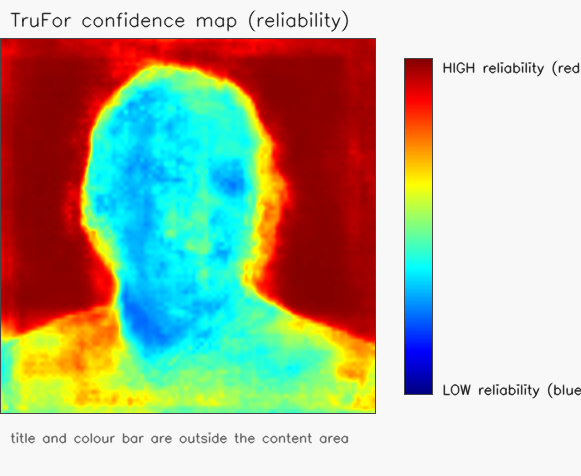 TruFor confidence map (reliability)
HIGH reliability (red
LOW reliability (blue
title and colour bar are outside the content area